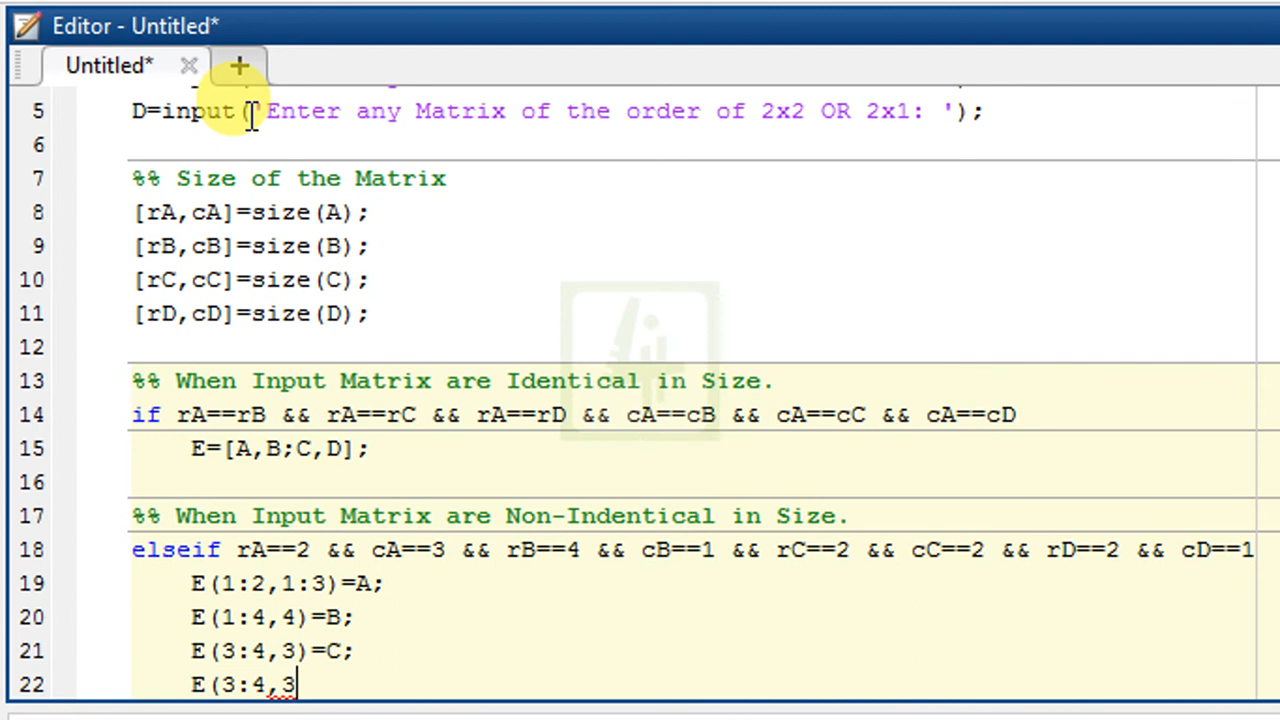 Editor - Untitled*
Untitled* × +
5 D=input('Enter any Matrix of the order of 2x2 OR 2x1: ');
6
7 %% Size of the Matrix
8 [rA,cA]=size(A);
9 [rB,cB]=size(B);
10 [rC,cC]=size(C);
11 [rD,cD]=size(D);
12
13 %% When Input Matrix are Identical in Size.
14 if rA==rB && rA==rC && rA==rD && cA==cB && cA==cC && cA==cD
15 E=[A,B;C,D];
16
17 %% When Input Matrix are Non-Indentical in Size.
18 elseif rA==2 && cA==3 && rB==4 && cB==1 && rC==2 && cC==2 && rD==2 && cD==1
19 E(1:2,1:3)=A;
20 E(1:4,4)=B;
21 E(3:4,3)=C;
22 E(3:4,3